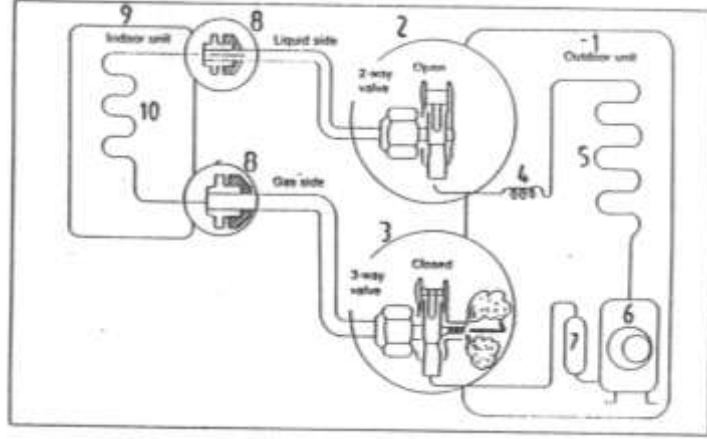 9
Indoor unit
10
8
Liquid side
2
2-way
valve
Open
-1
Outdoor unit
4
5
8
Gas side
3
3-way
valve
Closed
7
6